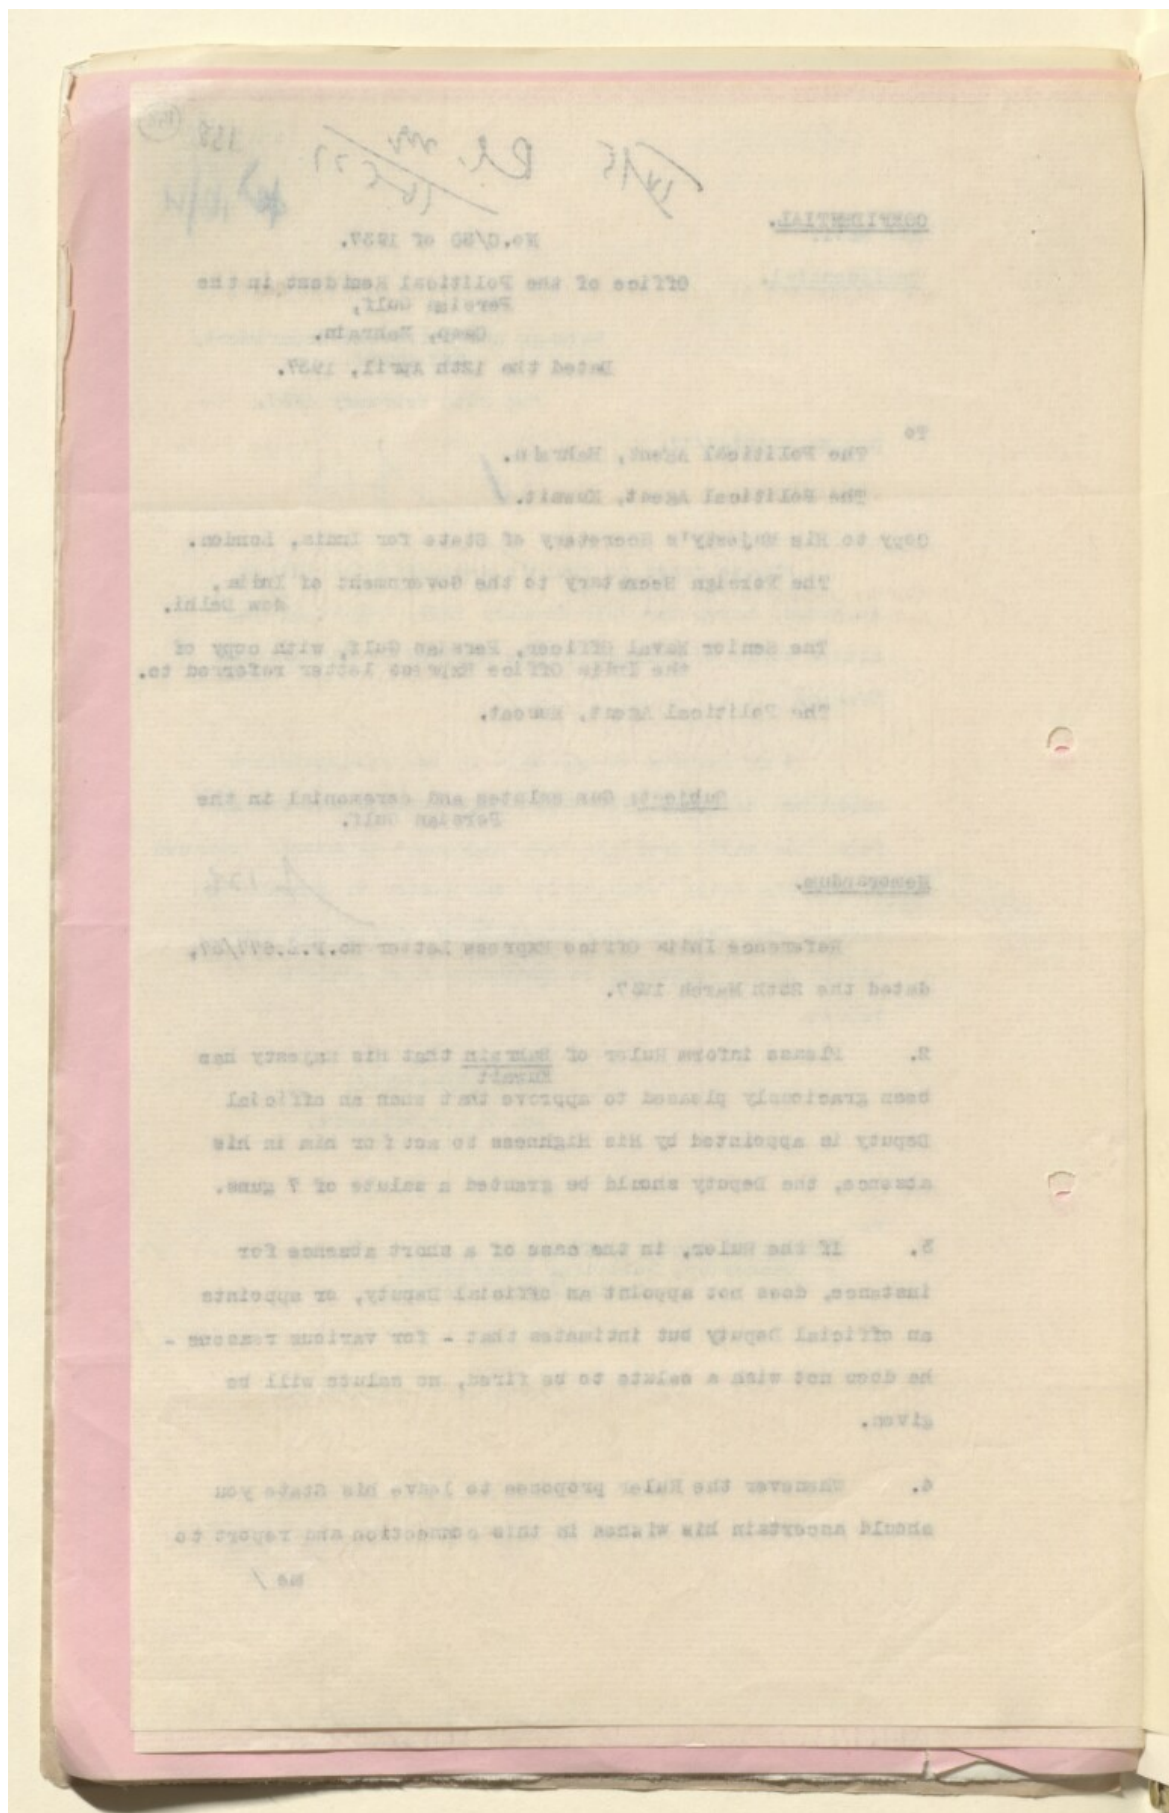 CONFIDENTIAL.
No.C/90 of 1937.
Office of the Political Resident in the
Persian Gulf,
Camp, Bahrain.
Dated the 12th April, 1937.
To
The Political Agent, Bahrain.
The Political Agent, Kuwait.
Copy to His Majesty's Secretary of State for India, London.
The Foreign Secretary to the Government of India,
New Delhi.
The Senior Naval Officer, Persian Gulf, with copy of
the India Office Express letter referred to.
The Political Agent, Muscat.
Subject: Gun salutes and ceremonial in the
Persian Gulf.
Memorandum.
Reference India Office Express Letter No.P.Z.
dated the 25th March 1937.
2. Please inform Ruler of Bahrain that His Majesty has
Kuwait
been graciously pleased to approve that when an official
Deputy is appointed by His Highness to act for him in his
absence, the Deputy should be granted a salute of 7 guns.
3. If the Ruler, in the case of a short absence for
instance, does not appoint an official Deputy, or appoints
an official Deputy but intimates that - for various reasons -
he does not wish a salute to be fired, no salute will be
given.
4. Whenever the Ruler proposes to leave his State you
should ascertain his wishes in this connection and report to
me /